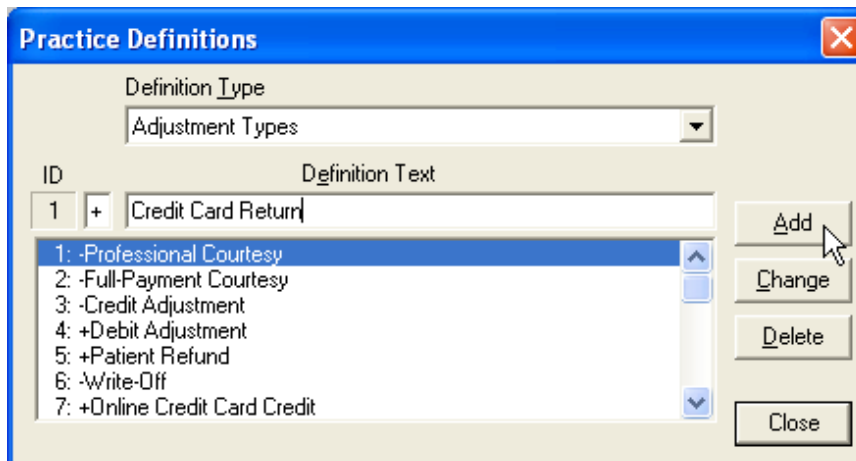 Practice Definitions
Definition Type
Adjustment Types
ID Definition Text
1 + Credit Card Return
Add
1: -Professional Courtesy
2: -Full-Payment Courtesy
3: -Credit Adjustment
4: +Debit Adjustment
5: +Patient Refund
6: -Write-Off
7: +Online Credit Card Credit
Change
Delete
Close